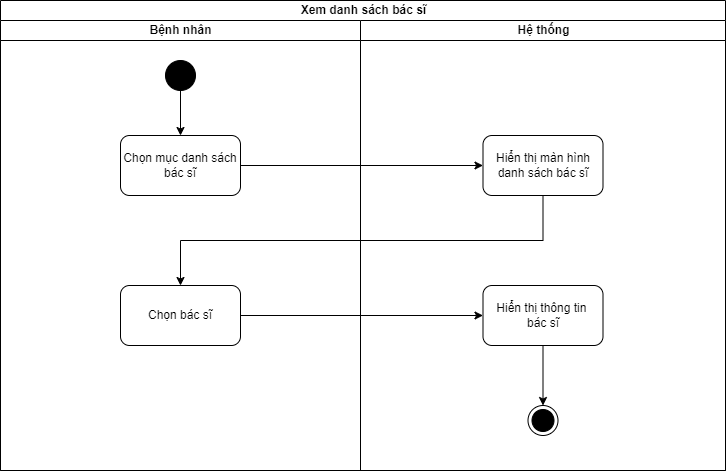 Xem danh sách bác sĩ
Bệnh nhân
Hệ thống
Chọn mục danh sách
bác sĩ
Hiển thị màn hình
danh sách bác sĩ
Chọn bác sĩ
Hiển thị thông tin
bác sĩ